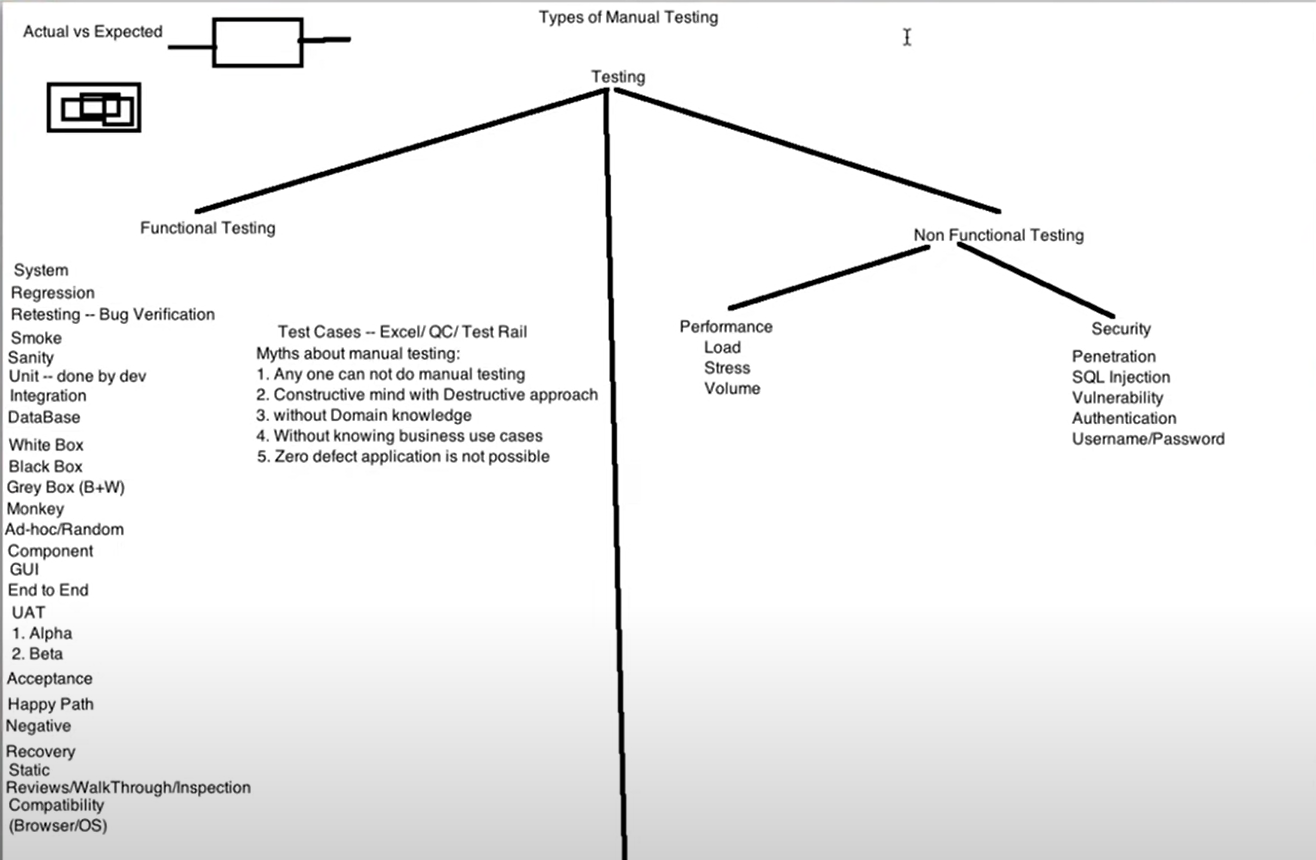 Types of Manual Testing
Actual vs Expected
Testing
Functional Testing
System
Regression
Retesting -- Bug Verification
Smoke
Sanity
Unit -- done by dev
Integration
DataBase
White Box
Black Box
Grey Box (B+W)
Monkey
Ad-hoc/Random
Component
GUI
End to End
UAT
1. Alpha
2. Beta
Acceptance
Happy Path
Negative
Recovery
Static
Reviews/WalkThrough/Inspection
Compatibility
(Browser/OS)
Test Cases -- Excel/ QC/ Test Rail
Myths about manual testing:
1. Any one can not do manual testing
2. Constructive mind with Destructive approach
3. without Domain knowledge
4. Without knowing business use cases
5. Zero defect application is not possible
Non Functional Testing
Performance
Load
Stress
Volume
Security
Penetration
SQL Injection
Vulnerability
Authentication
Username/Password